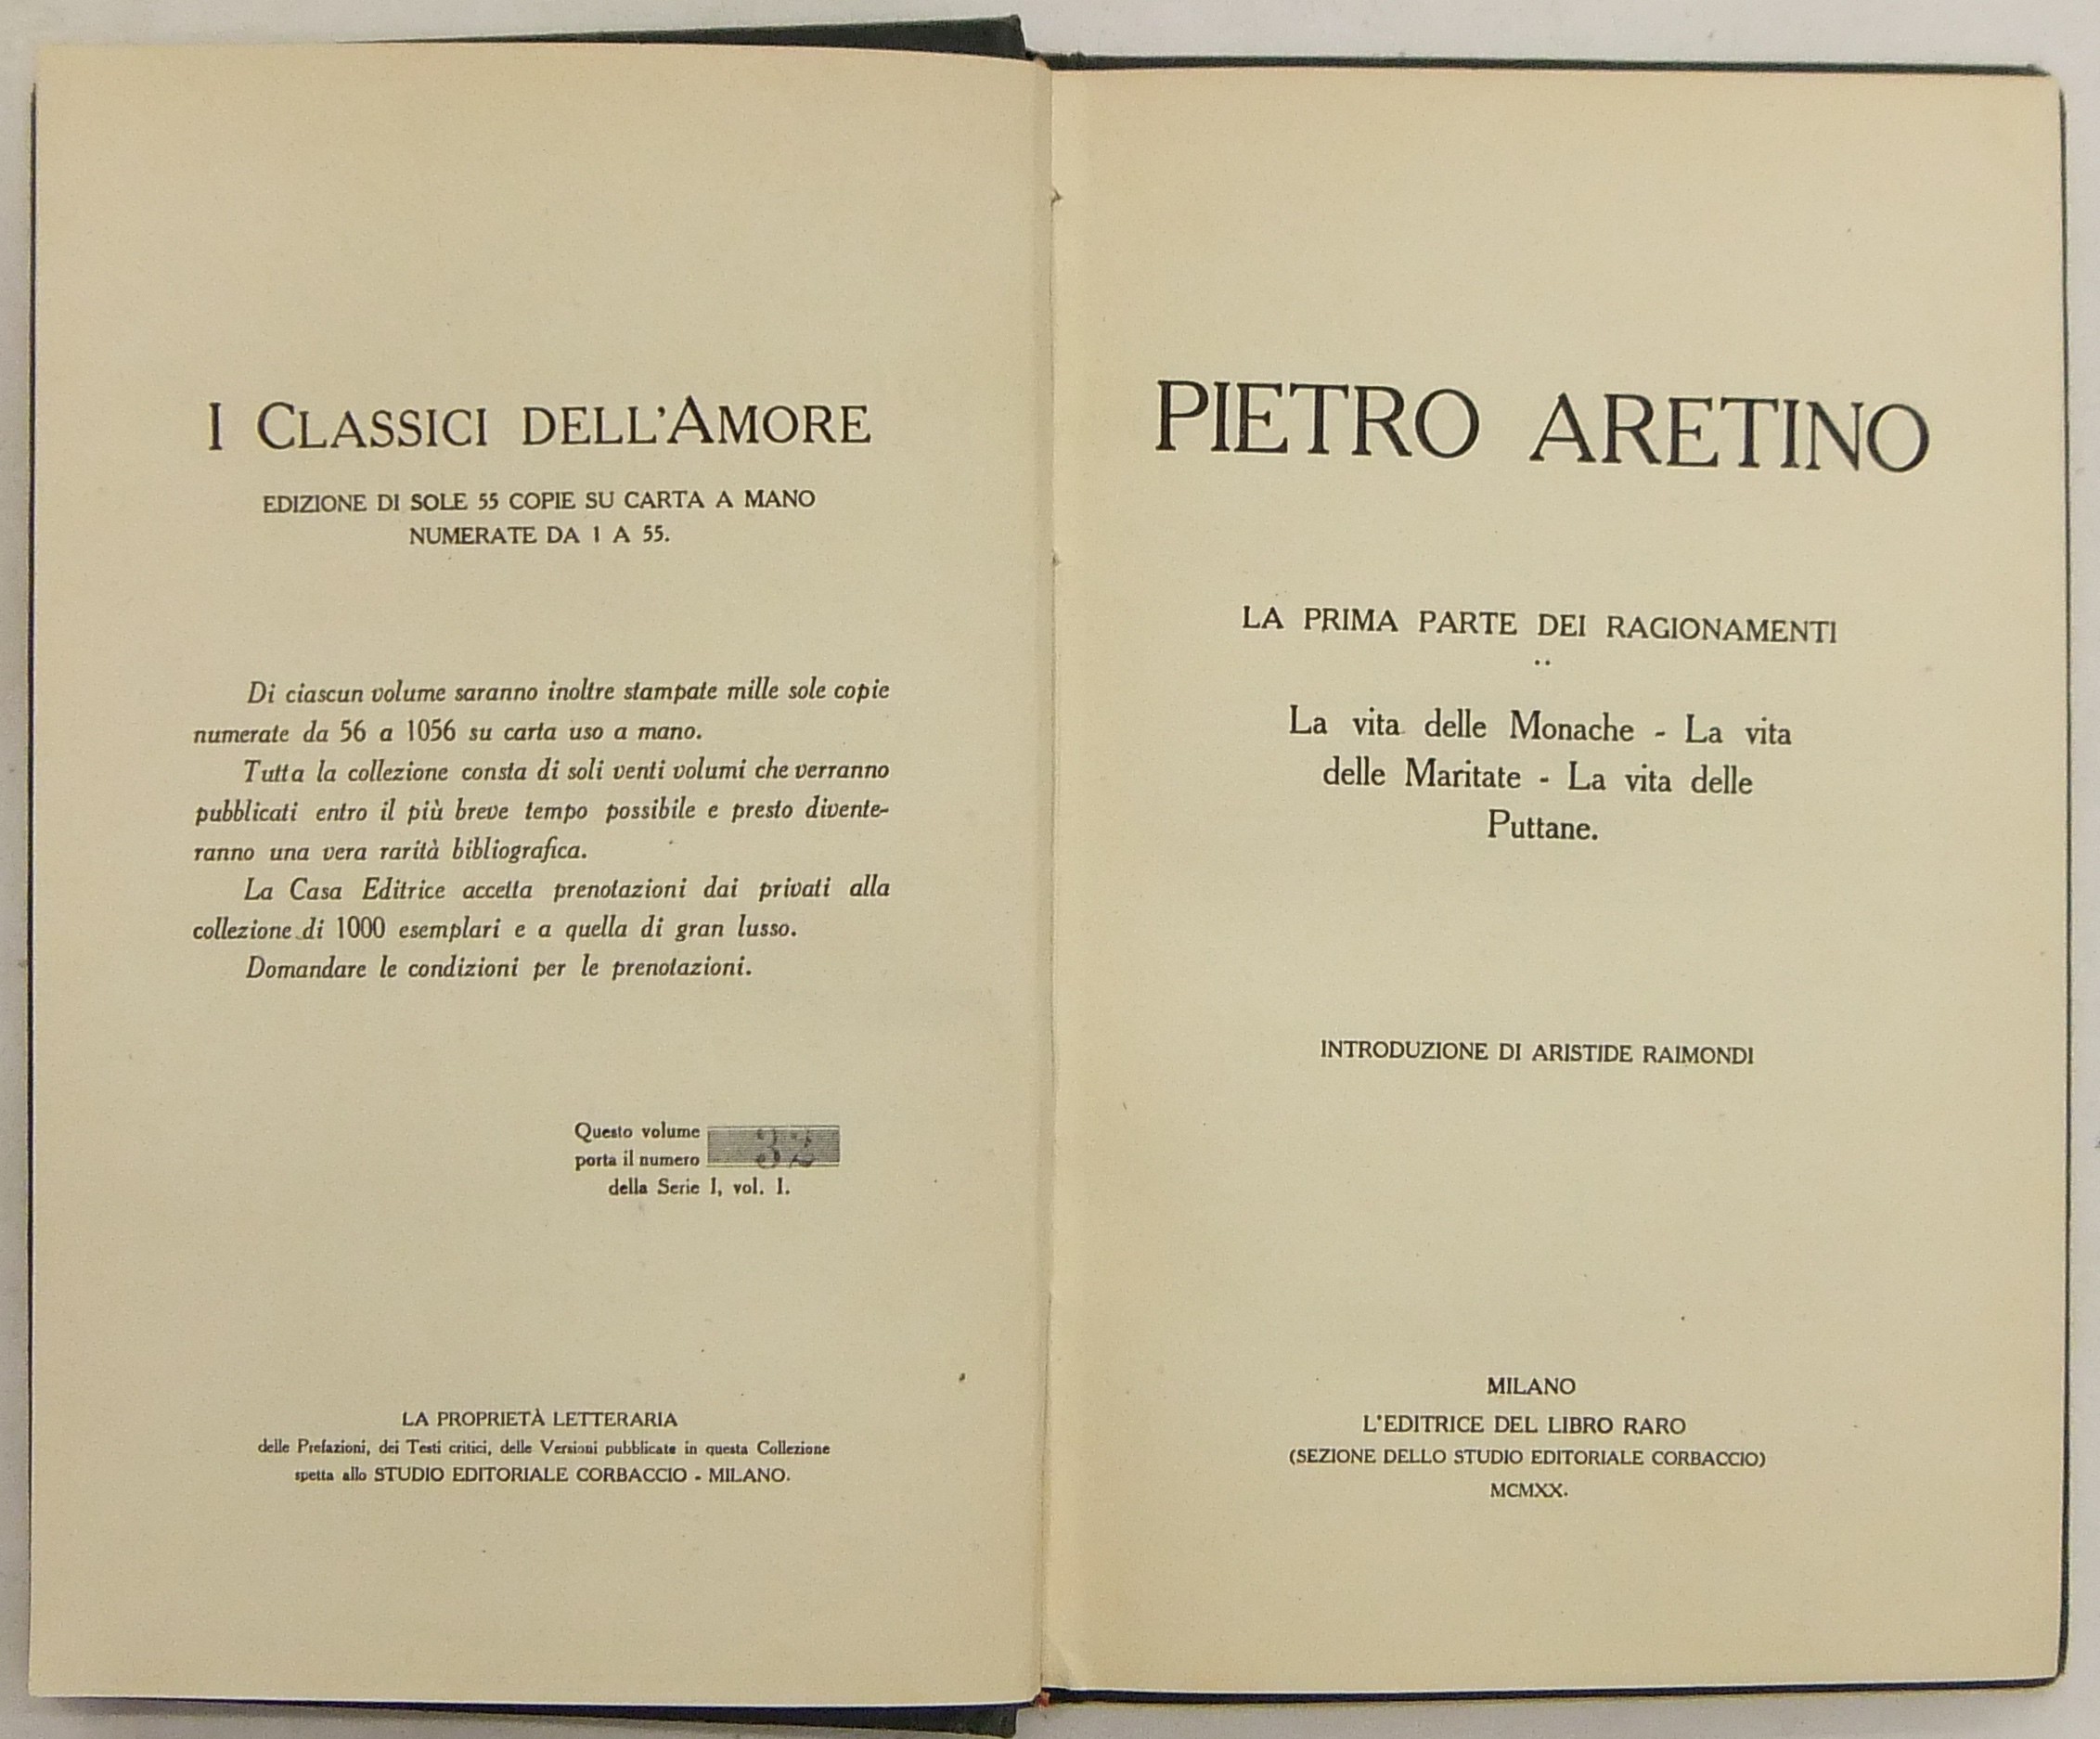 I CLASSICI DELL'AMORE
EDIZIONE DI SOLE 55 COPIE SU CARTA A MANO
NUMERATE DA 1 A 55.
Di ciascun volume saranno inoltre stampate mille sole copie
numerate da 56 a 1056 su carta uso a mano.
Tutta la collezione consta di soli venti volumi che verranno
pubblicati entro il più breve tempo possibile e presto divente-
ranno una vera rarità bibliografica.
La Casa Editrice accetta prenotazioni dai privati alla
collezione di 1000 esemplari e a quella di gran lusso.
Domandare le condizioni per le prenotazioni.
Questo volume
porta il numero 32
della Serie I, vol. I.
LA PROPRIETÀ LETTERARIA
delle Prefazioni, dei Testi critici, delle Versioni pubblicate in questa Collezione
spetta allo STUDIO EDITORIALE CORBACCIO - MILANO.
PIETRO ARETINO
LA PRIMA PARTE DEI RAGIONAMENTI
La vita delle Monache - La vita
delle Maritate - La vita delle
Puttane.
INTRODUZIONE DI ARISTIDE RAIMONDI
MILANO
L'EDITRICE DEL LIBRO RARO
(SEZIONE DELLO STUDIO EDITORIALE CORBACCIO)
MCMXX.